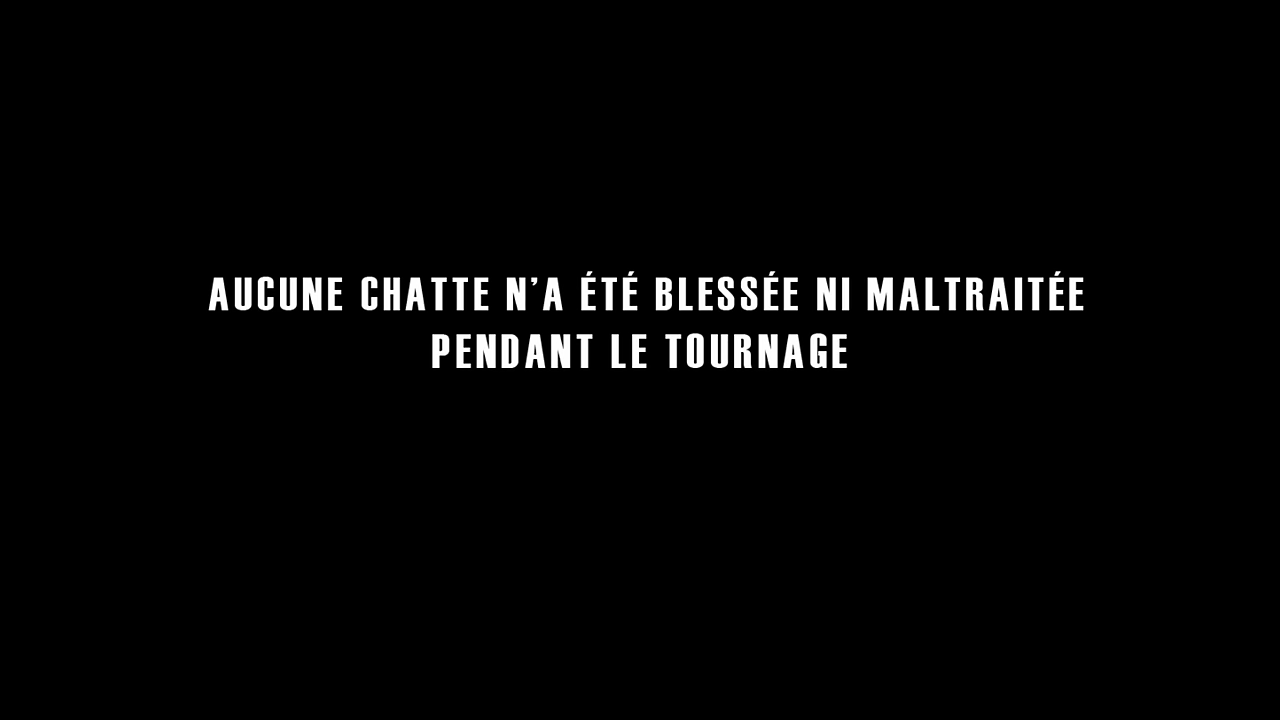 AUCUNE CHATTE N’A ÉTÉ BLESSÉE NI MALTRAITÉE
PENDANT LE TOURNAGE